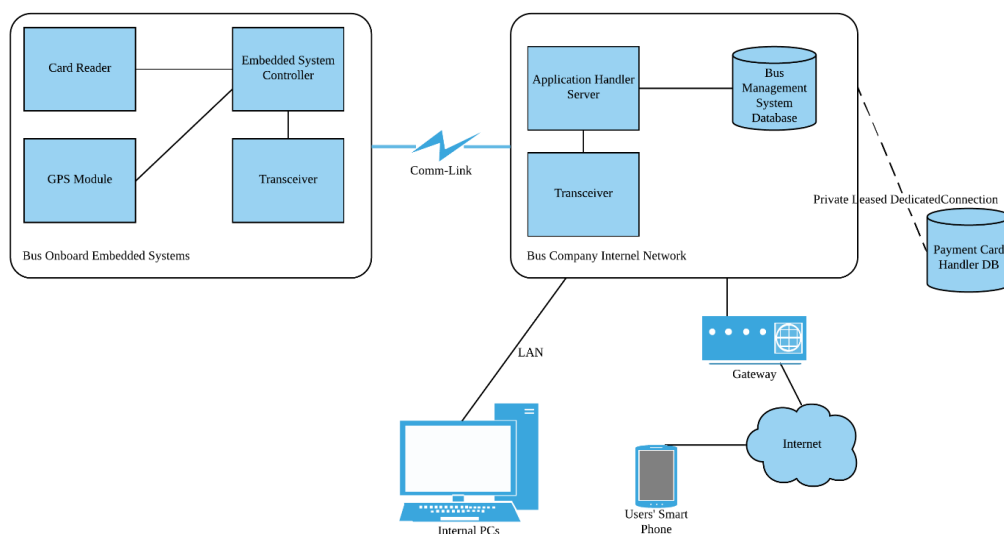 Card Reader
Embedded System
Controller
GPS Module
Transceiver
Bus Onboard Embedded Systems
Comm-Link
Application Handler
Server
Bus
Management
System
Database
Transceiver
Bus Company Internel Network
Private Leased DedicatedConnection
Payment Card
Handler DB
LAN
Gateway
Internet
Internal PCs
Users' Smart
Phone